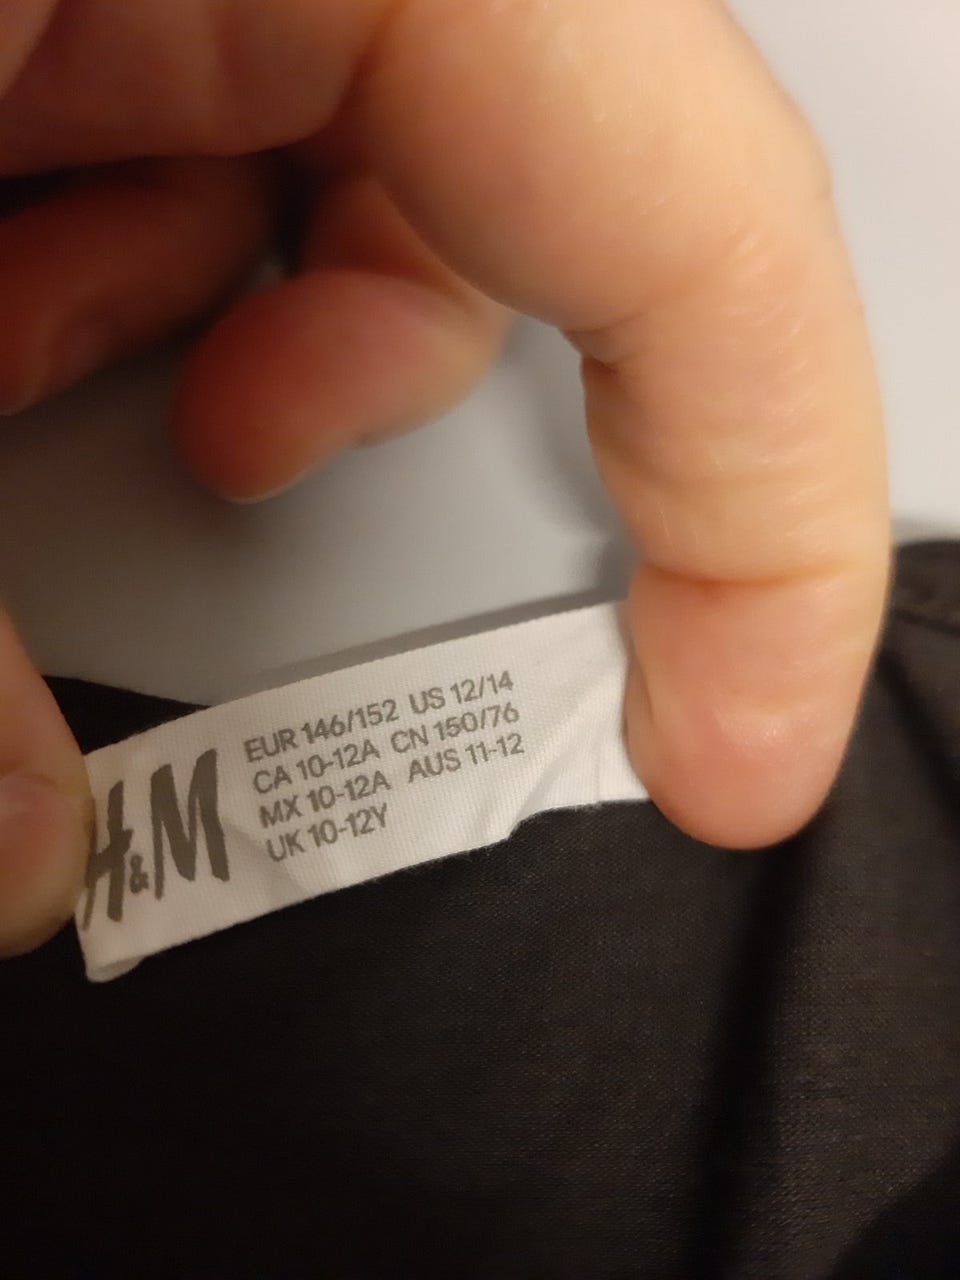 H&M
EUR 146/152 US 12/14
CA 10-12A CN 150/76
MX 10-12A AUS 11-12
UK 10-12Y